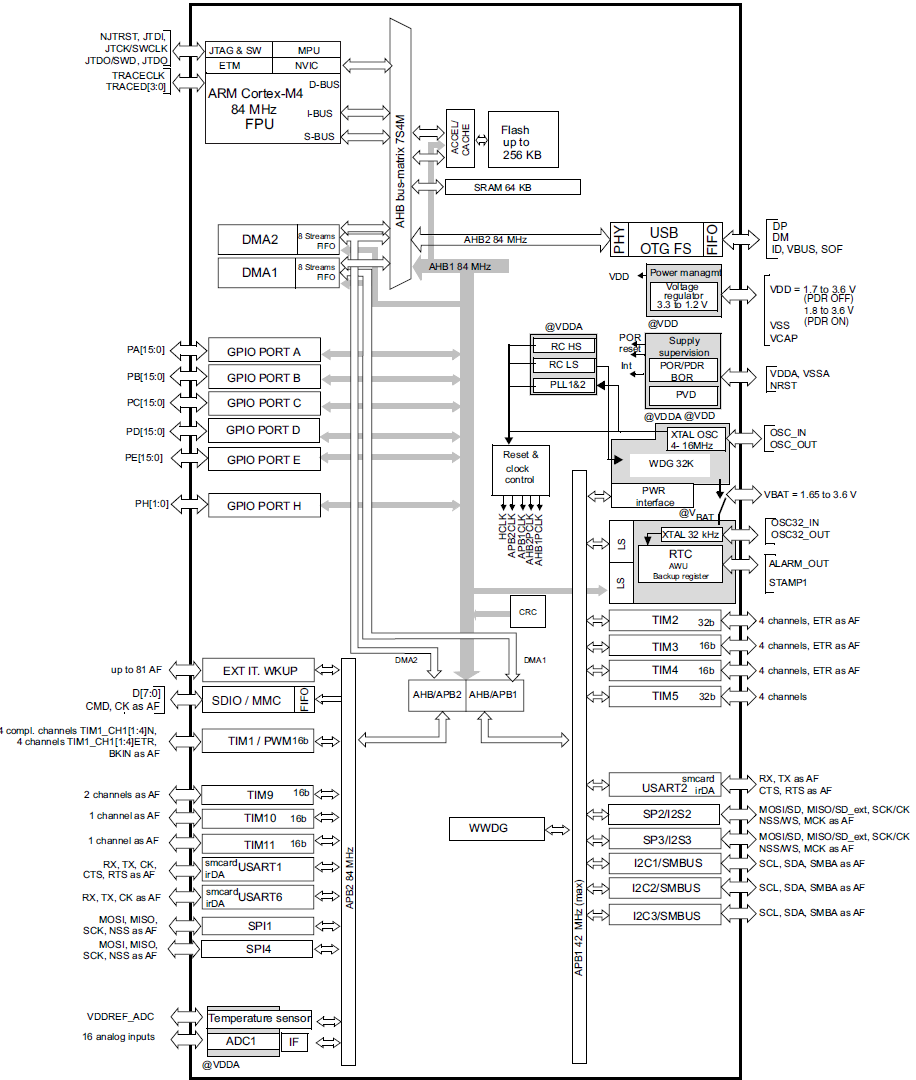 NJTRST, JTDI,
JTCK/SWCLK
JTDO/SWD, JTDO
TRACECLK
TRACED[3:0]
JTAG & SW
MPU
ETM
NVIC
D-BUS
ARM Cortex-M4
84 MHz
FPU
I-BUS
S-BUS
AHB bus-matrix 7S4M
ACCEL/
CACHE
Flash
up to
256 KB
SRAM 64 KB
DMA2
8 Streams
FIFO
DMA1
8 Streams
FIFO
AHB2 84 MHz
AHB1 84 MHz
PHY
USB
OTG FS
FIFO
DP
DM
ID, VBUS, SOF
VDD
Power managmt
Voltage
regulator
3.3 to 1.2 V
@VDD
VDD = 1.7 to 3.6 V
(PDR OFF)
1.8 to 3.6 V
(PDR ON)
VSS
VCAP
@VDDA
RC HS
RC LS
PLL1&2
POR
reset
Int
Supply
supervision
POR/PDR
BOR
PVD
VDDA, VSSA
NRST
@VDDA @VDD
PA[15:0]
GPIO PORT A
PB[15:0]
GPIO PORT B
PC[15:0]
GPIO PORT C
PD[15:0]
GPIO PORT D
PE[15:0]
GPIO PORT E
PH[1:0]
GPIO PORT H
XTAL OSC
4- 16MHz
OSC_IN
OSC_OUT
WDG 32K
Reset &
clock
control
HCLK
APB2CLK
APB1CLK
AHB2PCLK
AHB1PCLK
PWR
interface
VBAT = 1.65 to 3.6 V
@VBAT
LS
LS
XTAL 32 kHz
OSC32_IN
OSC32_OUT
RTC
AWU
Backup register
ALARM_OUT
STAMP1
CRC
TIM2
32b
4 channels, ETR as AF
TIM3
16b
4 channels, ETR as AF
TIM4
16b
4 channels, ETR as AF
TIM5
32b
4 channels
DMA2
DMA1
AHB/APB2
AHB/APB1
up to 81 AF
EXT IT. WKUP
D[7:0]
CMD, CK as AF
SDIO / MMC
FIFO
4 compl. channels TIM1_CH1[1:4]N,
4 channels TIM1_CH1[1:4]ETR,
BKIN as AF
TIM1 / PWM
16b
2 channels as AF
TIM9
16b
1 channel as AF
TIM10
16b
1 channel as AF
TIM11
16b
RX, TX, CK,
CTS, RTS as AF
smcard
irDA
USART1
RX, TX, CK as AF
smcard
irDA
USART6
MOSI, MISO,
SCK, NSS as AF
SPI1
MOSI, MISO,
SCK, NSS as AF
SPI4
APB2 84 MHz
WWDG
APB1 42 MHz (max)
USART2
smcard
irDA
RX, TX as AF
CTS, RTS as AF
SP2/I2S2
MOSI/SD, MISO/SD_ext, SCK/CK
NSS/WS, MCK as AF
SP3/I2S3
MOSI/SD, MISO/SD_ext, SCK/CK
NSS/WS, MCK as AF
I2C1/SMBUS
SCL, SDA, SMBA as AF
I2C2/SMBUS
SCL, SDA, SMBA as AF
I2C3/SMBUS
SCL, SDA, SMBA as AF
VDDREF_ADC
Temperature sensor
16 analog inputs
ADC1
IF
@VDDA